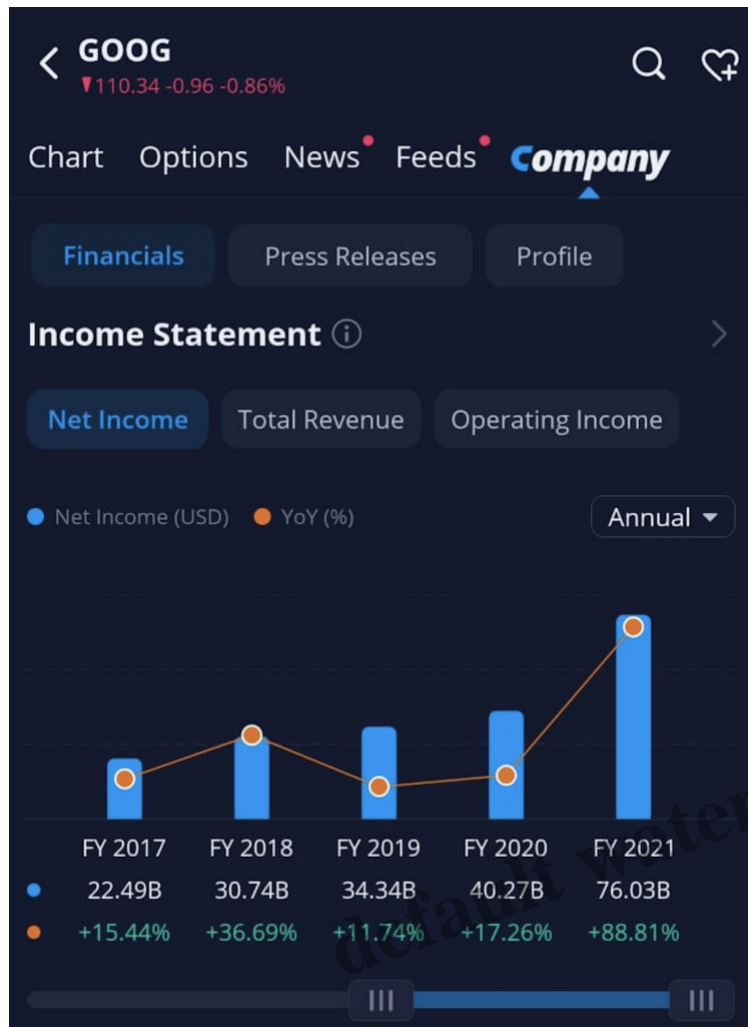 GOOG
▼110.34 -0.96 -0.86%
Chart Options News Feeds Company
Financials Press Releases Profile
Income Statement
Net Income Total Revenue Operating Income
Net Income (USD) YoY (%) Annual
FY 2017 FY 2018 FY 2019 FY 2020 FY 2021
22.49B 30.74B 34.34B 40.27B 76.03B
+15.44% +36.69% +11.74% +17.26% +88.81%
default water